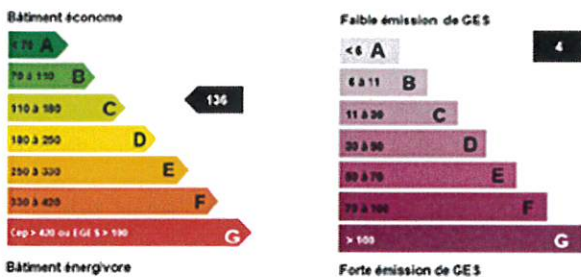 Bâtiment économe
< 70 A
70 à 110 B
110 à 180 C
136
180 à 250 D
250 à 330 E
330 à 420 F
Cep > 420 ou EGES > 100 G
Bâtiment énergivore
Faible émission de GES
< 6 A
4
6 à 11 B
11 à 30 C
30 à 50 D
50 à 70 E
70 à 100 F
> 100 G
Forte émission de GES